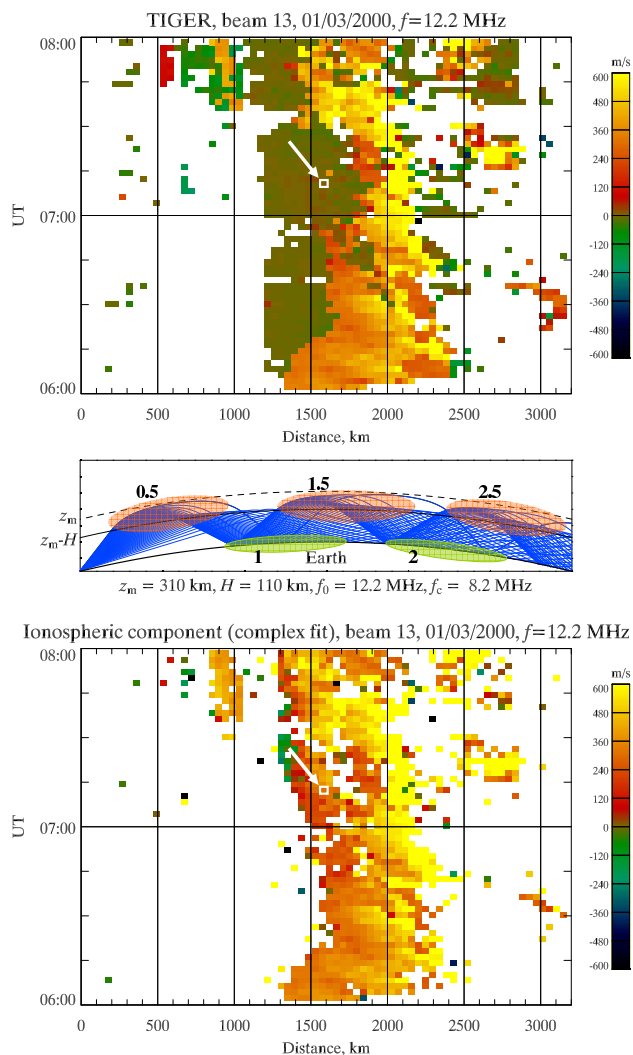 TIGER, beam 13, 01/03/2000, f=12.2 MHz
08:00
07:00
06:00
UT
0 500 1000 1500 2000 2500 3000
Distance, km
m/s
600
480
360
240
120
0
-120
-240
-360
-480
-600
0.5 1.5 2.5
zm
zm-H
1 Earth 2
zm = 310 km, H = 110 km, f0 = 12.2 MHz, fc = 8.2 MHz
Ionospheric component (complex fit), beam 13, 01/03/2000, f=12.2 MHz
08:00
07:00
06:00
UT
0 500 1000 1500 2000 2500 3000
Distance, km
m/s
600
480
360
240
120
0
-120
-240
-360
-480
-600